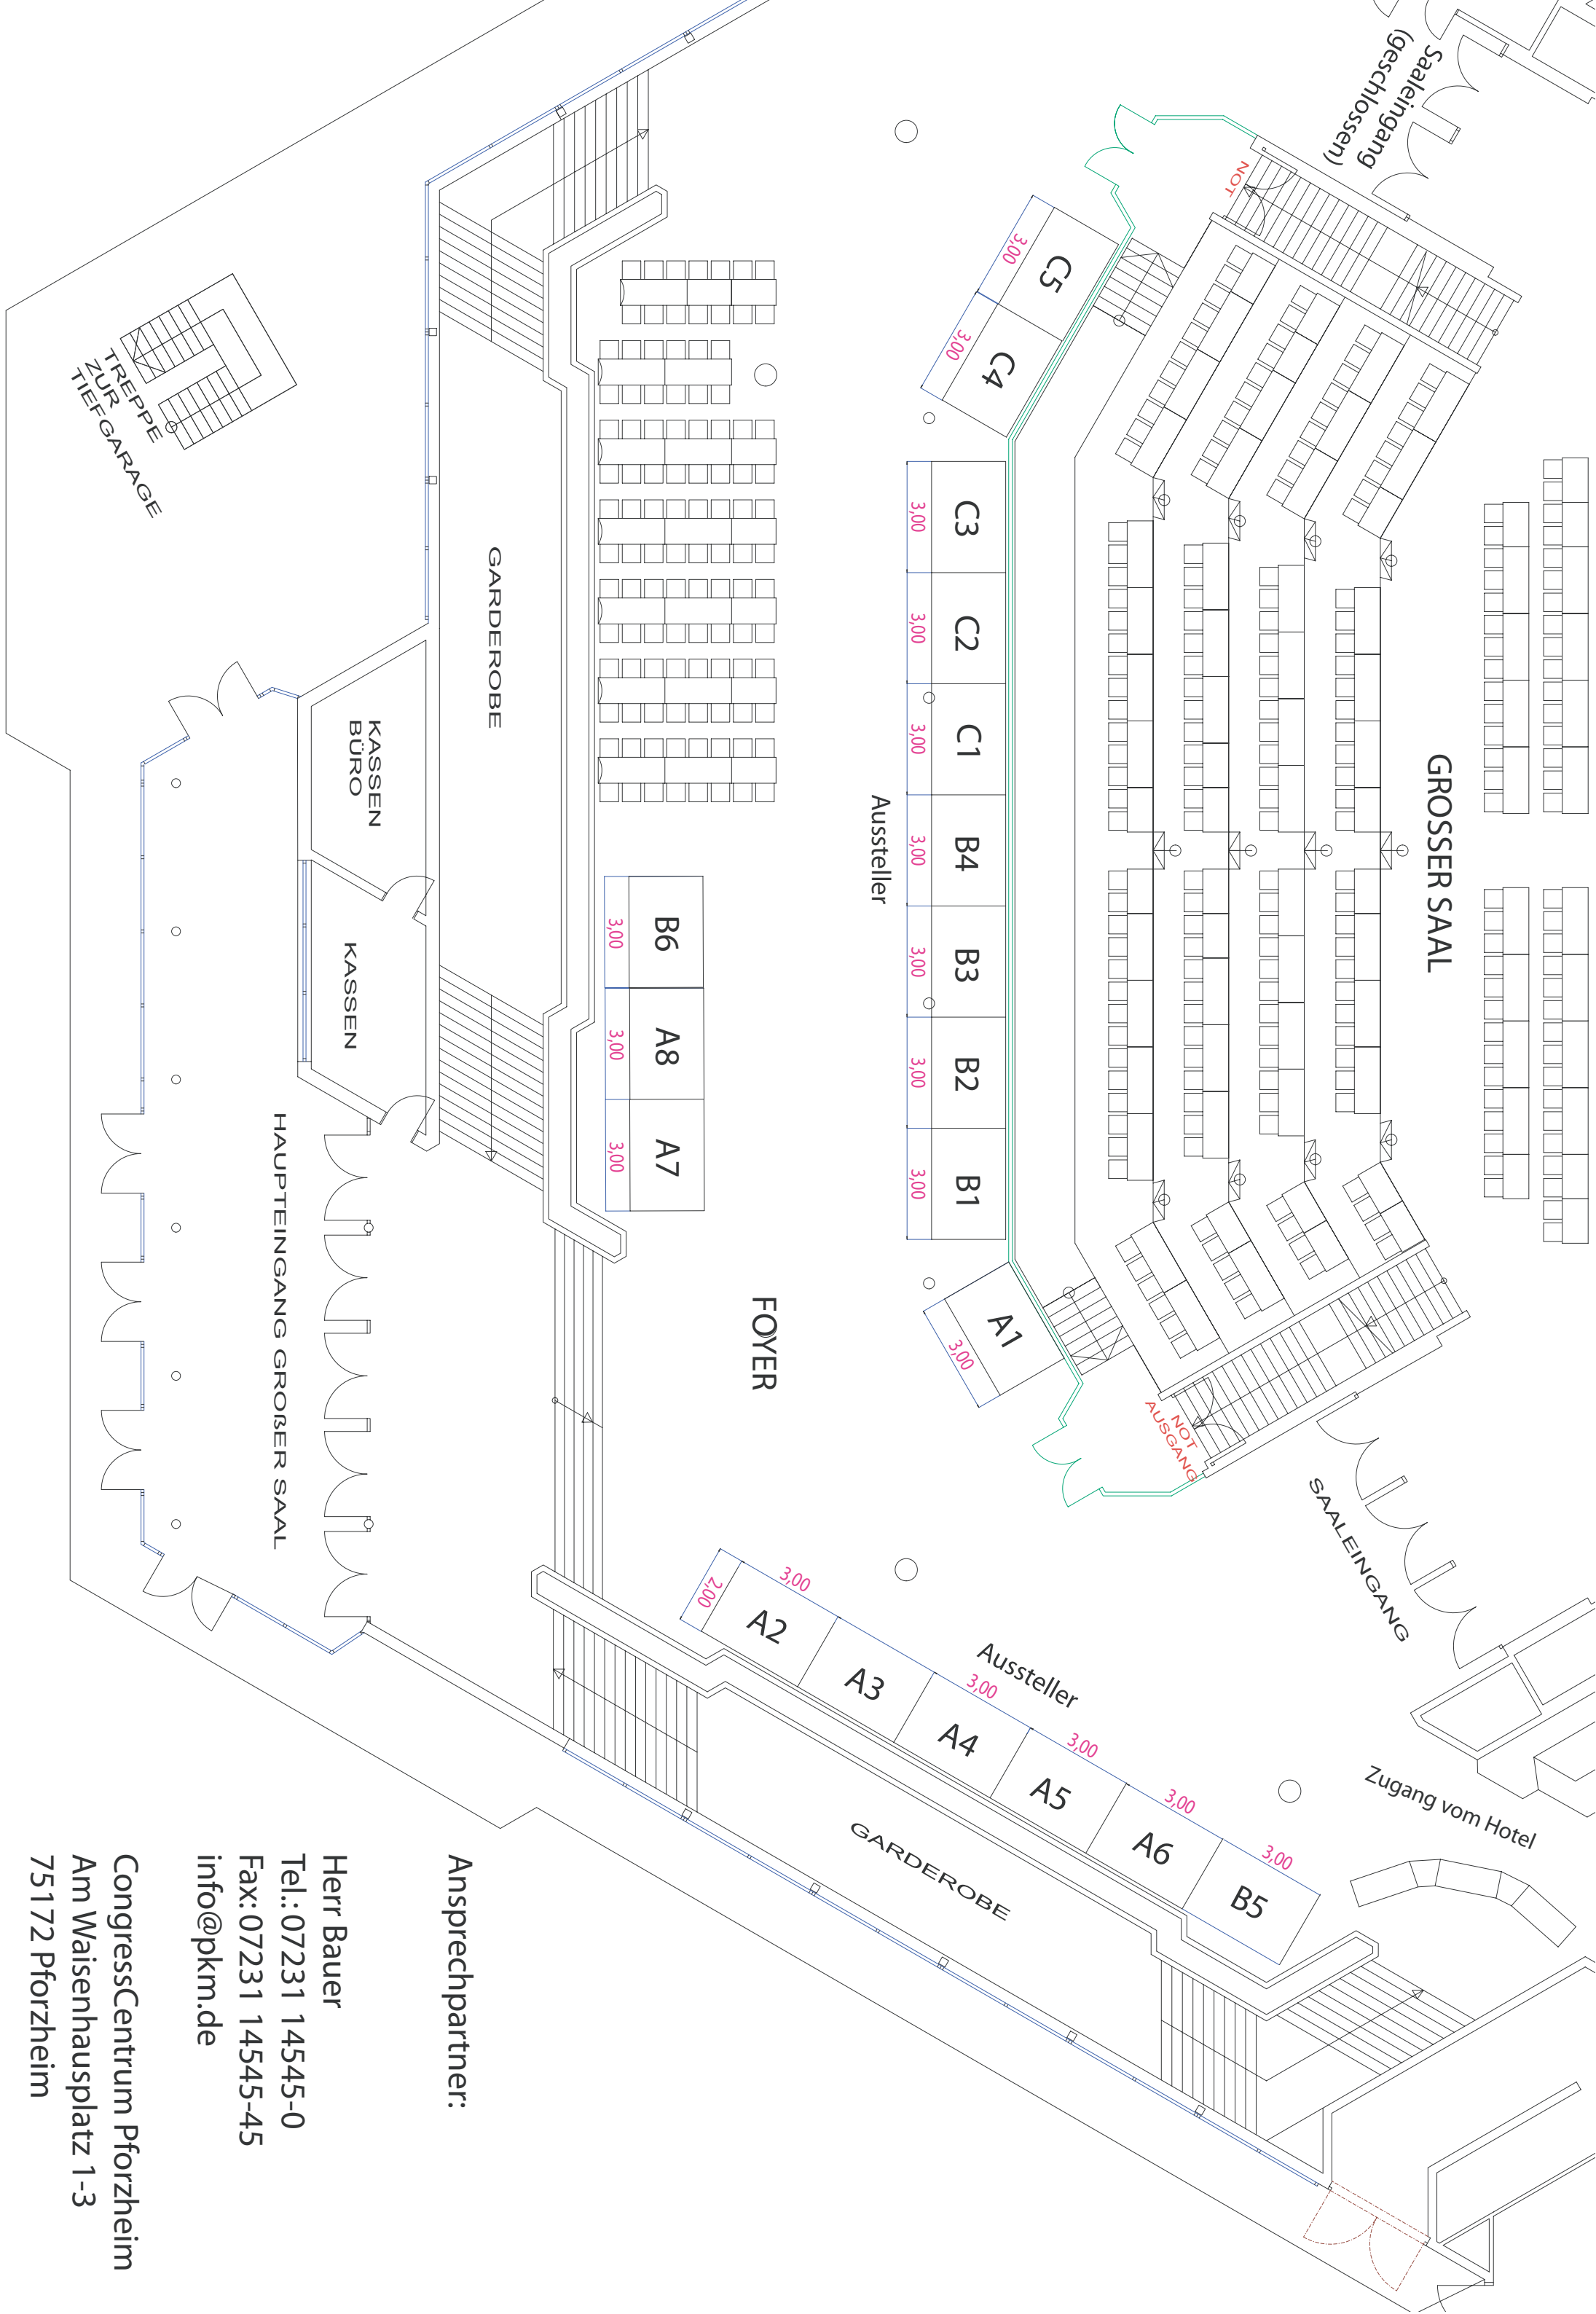 Saaleingang
(geschlossen)
NOT
C5
3,00
C4
3,00
C3
3,00
C2
3,00
C1
3,00
B4
3,00
B3
3,00
B2
3,00
B1
3,00
A1
3,00
Aussteller
GROSSER SAAL
NOT
AUSGANG
SAALEINGANG
TREPPE
ZUR
TIEFGARAGE
GARDEROBE
KASSEN
BÜRO
KASSEN
B6
3,00
A8
3,00
A7
3,00
FOYER
HAUPTEINGANG GROßER SAAL
2,00
3,00
A2
A3
3,00
A4
3,00
A5
3,00
A6
3,00
B5
Aussteller
GARDEROBE
Zugang vom Hotel
Ansprechpartner:
Herr Bauer
Tel.: 07231 14545-0
Fax: 07231 14545-45
info@pkm.de
CongressCentrum Pforzheim
Am Waisenhausplatz 1-3
75172 Pforzheim